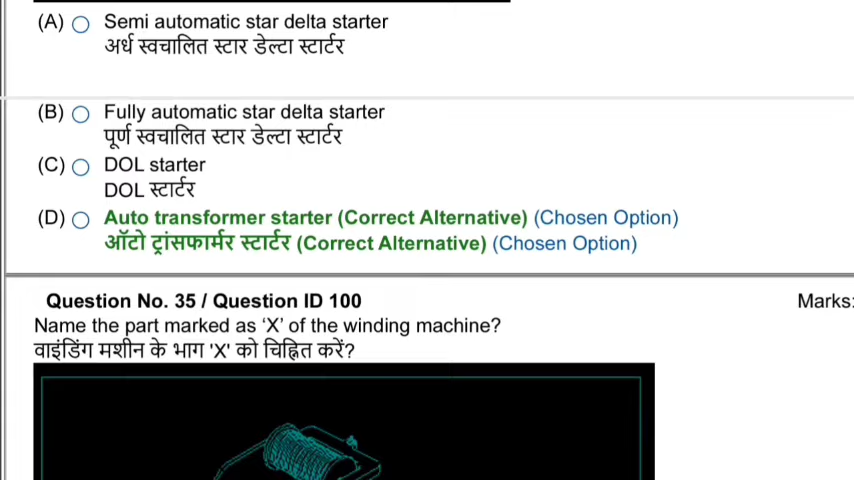 (A) Semi automatic star delta starter
अर्ध स्वचालित स्टार डेल्टा स्टार्टर
(B) Fully automatic star delta starter
पूर्ण स्वचालित स्टार डेल्टा स्टार्टर
(C) DOL starter
DOL स्टार्टर
(D) Auto transformer starter (Correct Alternative) (Chosen Option)
ऑटो ट्रांसफार्मर स्टार्टर (Correct Alternative) (Chosen Option)
Question No. 35 / Question ID 100 Marks:
Name the part marked as ‘X’ of the winding machine?
वाइंडिंग मशीन के भाग 'X' को चिह्नित करें?